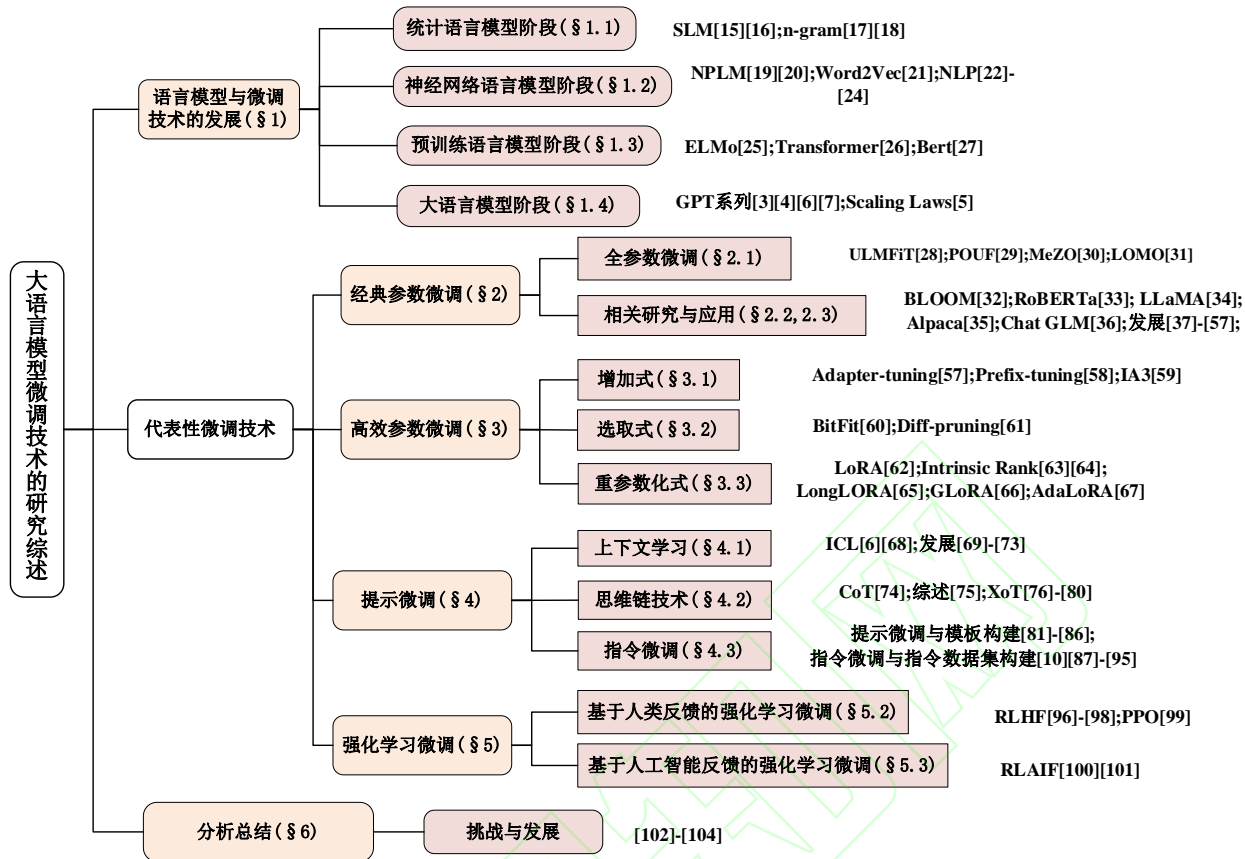 大语言模型微调技术的研究综述
语言模型与微调
技术的发展(§1)
统计语言模型阶段(§1.1)
SLM[15][16];n-gram[17][18]
神经网络语言模型阶段(§1.2)
NPLM[19][20];Word2Vec[21];NLP[22]-
[24]
预训练语言模型阶段(§1.3)
ELMo[25];Transformer[26];Bert[27]
大语言模型阶段(§1.4)
GPT系列[3][4][6][7];Scaling Laws[5]
代表性微调技术
经典参数微调(§2)
全参数微调(§2.1)
ULMFiT[28];POUF[29];MeZO[30];LOMO[31]
相关研究与应用(§2.2,2.3)
BLOOM[32];RoBERTa[33]; LLaMA[34];
Alpaca[35];Chat GLM[36];发展[37]-[57];
高效参数微调(§3)
增加式(§3.1)
Adapter-tuning[57];Prefix-tuning[58];IA3[59]
选取式(§3.2)
BitFit[60];Diff-pruning[61]
重参数化式(§3.3)
LoRA[62];Intrinsic Rank[63][64];
LongLORA[65];GLoRA[66];AdaLoRA[67]
提示微调(§4)
上下文学习(§4.1)
ICL[6][68];发展[69]-[73]
思维链技术(§4.2)
CoT[74];综述[75];XoT[76]-[80]
指令微调(§4.3)
提示微调与模板构建[81]-[86];
指令微调与指令数据集构建[10][87]-[95]
强化学习微调(§5)
基于人类反馈的强化学习微调(§5.2)
RLHF[96]-[98];PPO[99]
基于人工智能反馈的强化学习微调(§5.3)
RLAIF[100][101]
分析总结(§6)
挑战与发展
[102]-[104]